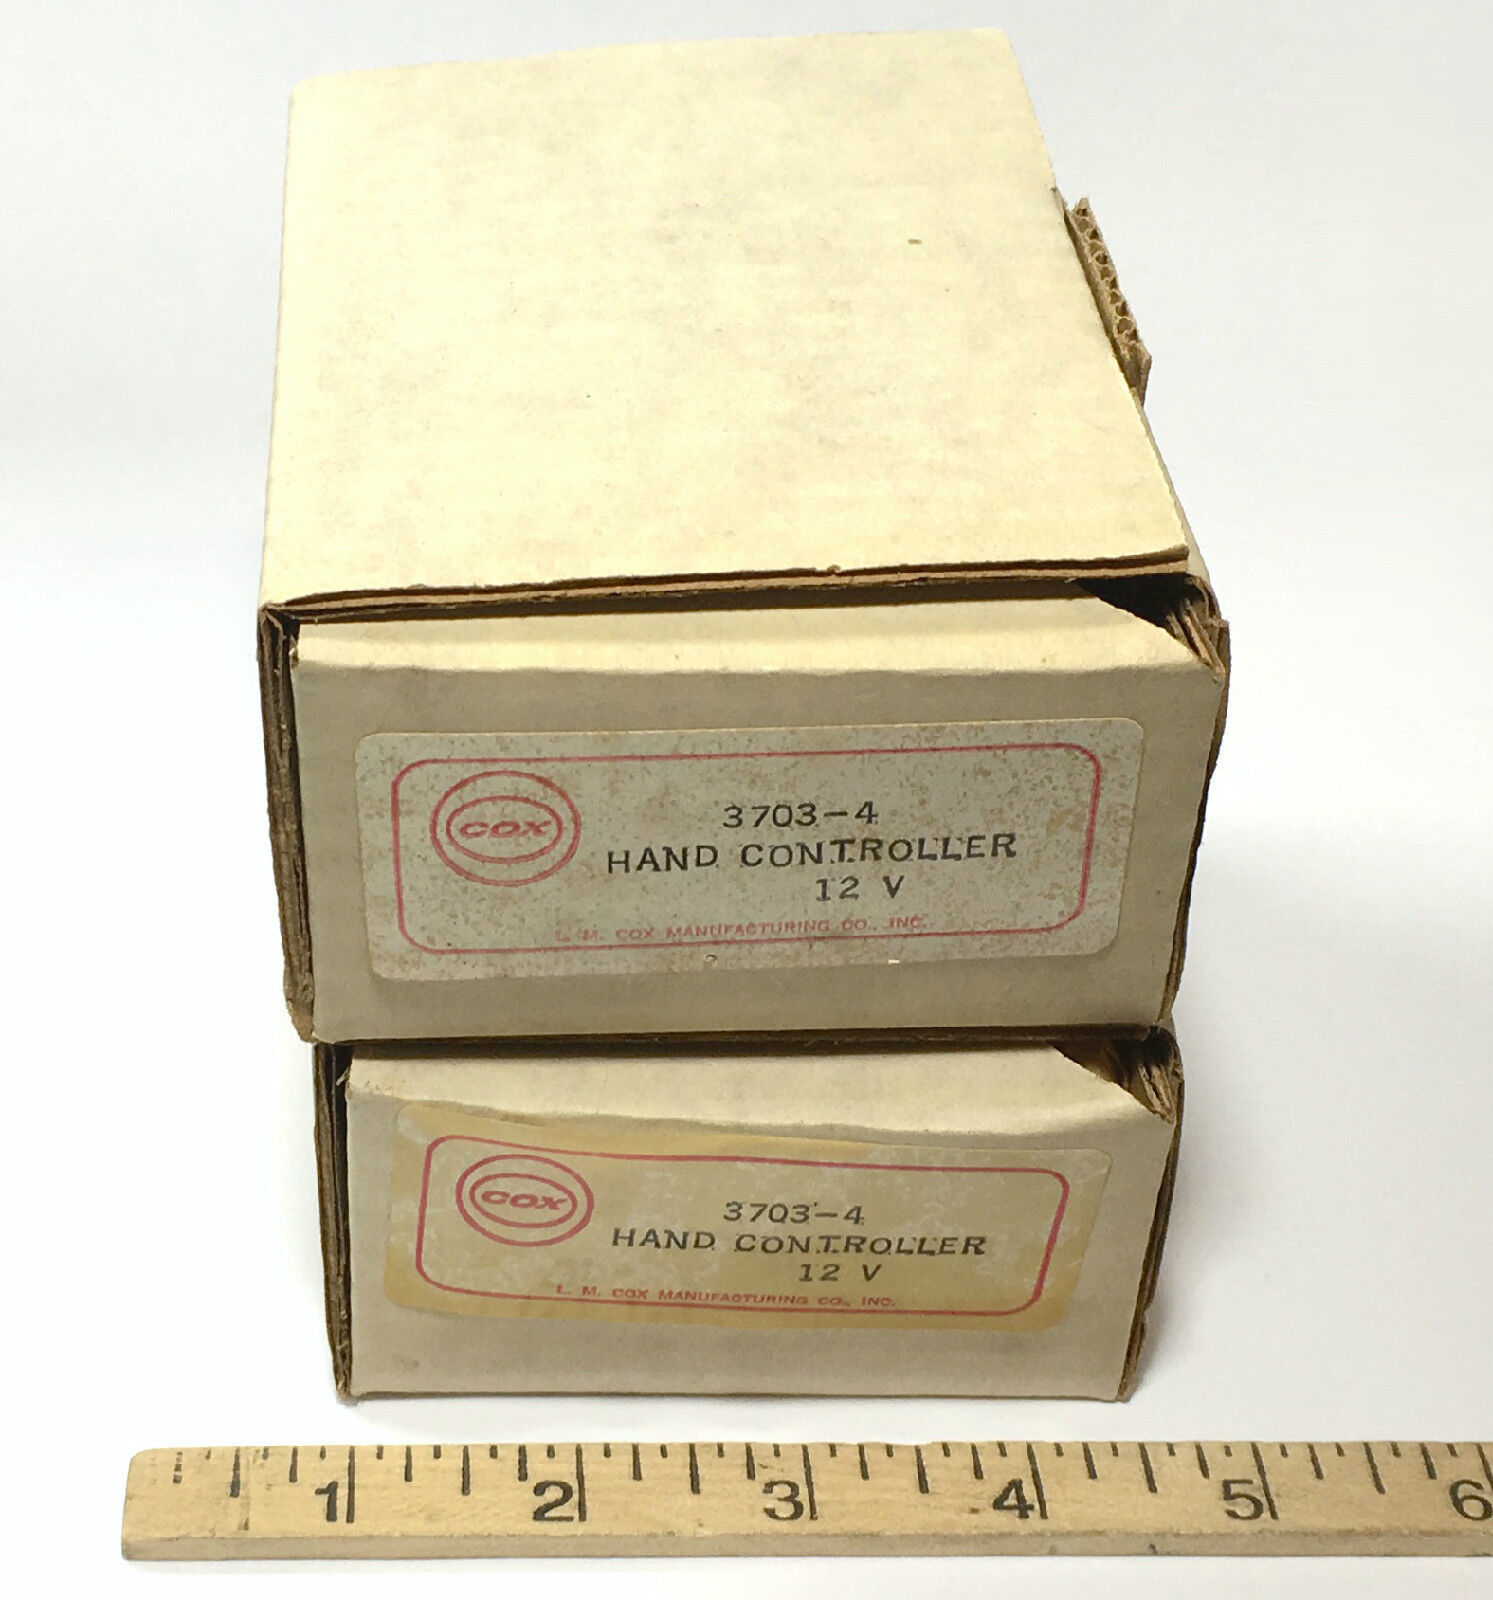 COX
3703-4
HAND CONTROLLER
12 V
L. M. COX MANUFACTURING CO., INC.
COX
3703-4
HAND CONTROLLER
12 V
L. M. COX MANUFACTURING CO., INC.
1 2 3 4 5 6